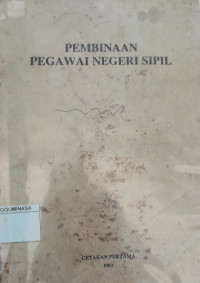 PEMBINAAN
PEGAWAI NEGERI SIPIL
CETAKAN PERTAMA